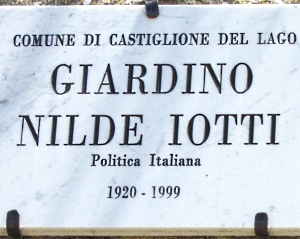 COMUNE DI CASTIGLIONE DEL LAGO
GIARDINO
NILDE IOTTI
Politica Italiana
1920 - 1999